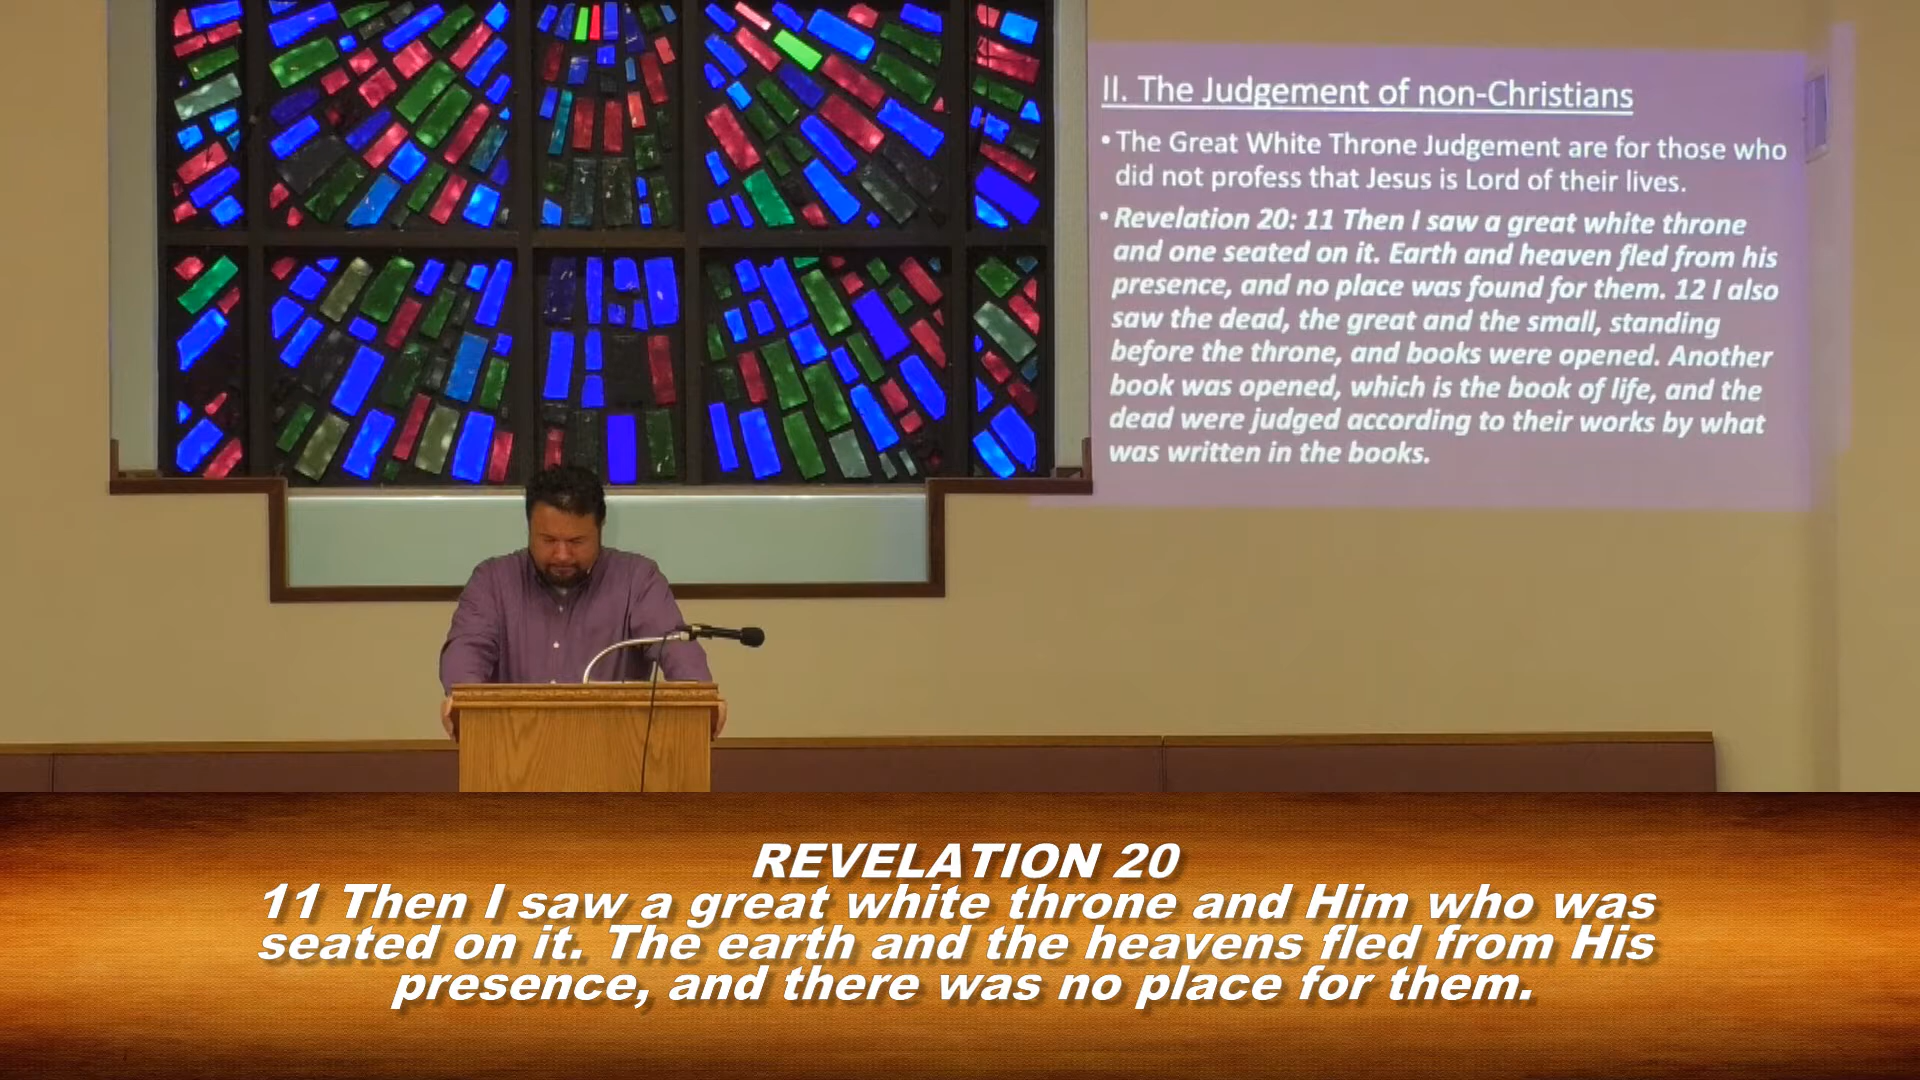 II. The Judgement of non-Christians
• The Great White Throne Judgement are for those who
did not profess that Jesus is Lord of their lives.
• Revelation 20: 11 Then I saw a great white throne
and one seated on it. Earth and heaven fled from his
presence, and no place was found for them. 12 I also
saw the dead, the great and the small, standing
before the throne, and books were opened. Another
book was opened, which is the book of life, and the
dead were judged according to their works by what
was written in the books.
REVELATION 20
11 Then I saw a great white throne and Him who was
seated on it. The earth and the heavens fled from His
presence, and there was no place for them.